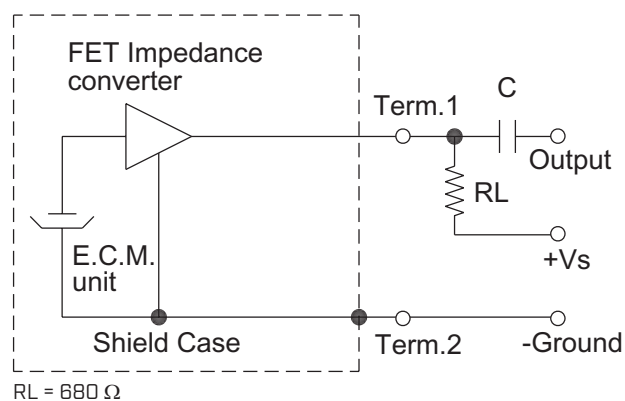 FET Impedance
converter
Term.1
C
Output
RL
+Vs
E.C.M.
unit
Shield Case
Term.2
-Ground
RL = 680 Ω